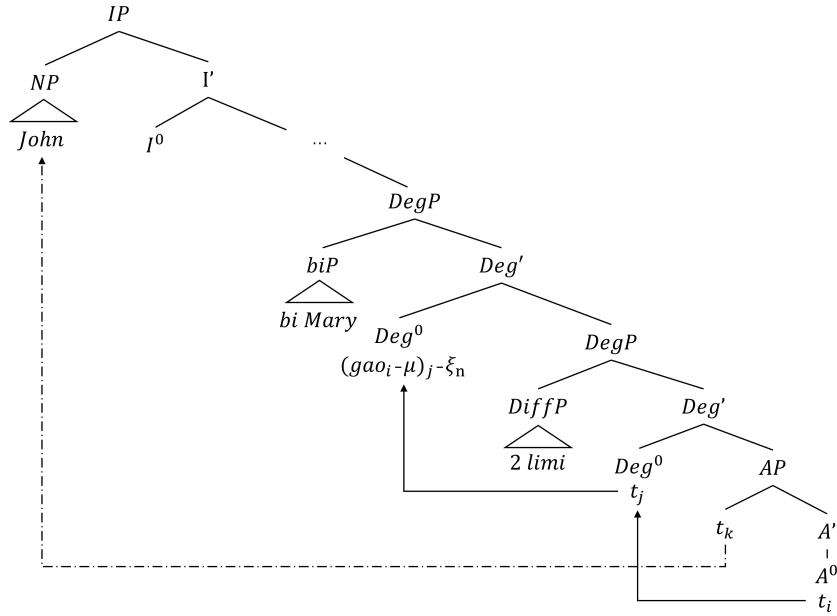 IP
NP I'
John I⁰ ...
DegP
biP Deg′
bi Mary
Deg⁰ DegP
(gaoᵢ-μ)ⱼ-ξₙ
DiffP Deg'
2 limi Deg⁰ AP
tⱼ
tₖ A'
A⁰
tᵢ